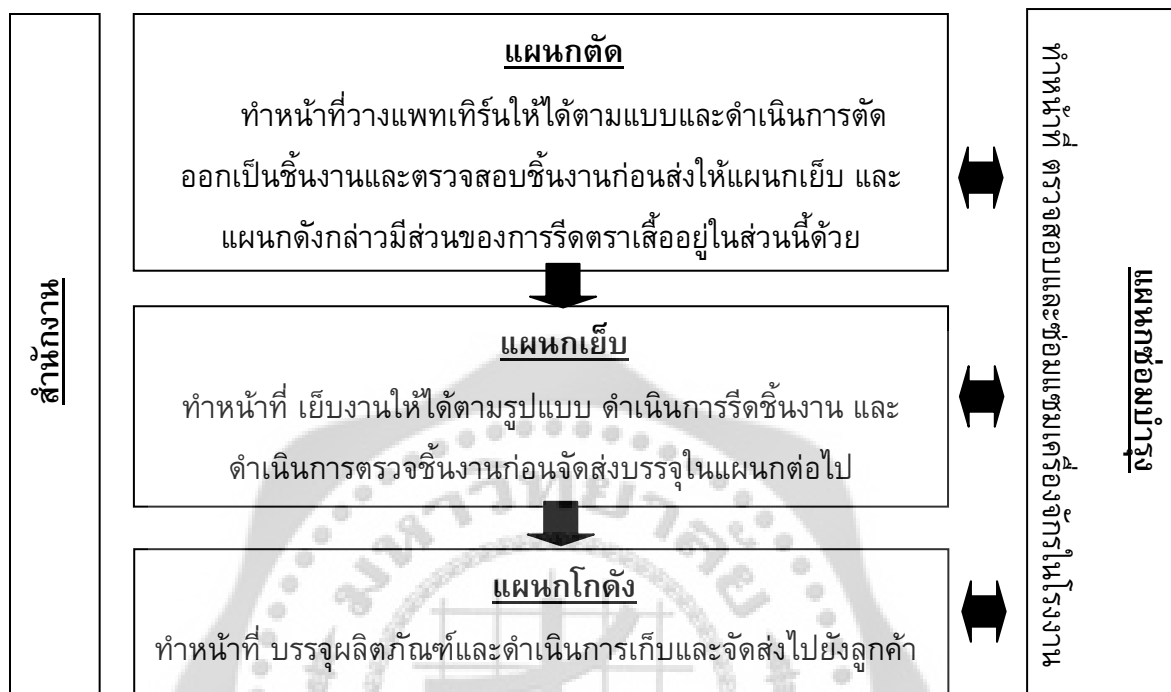 สำนักงาน
แผนกตัด
ทำหน้าที่วางแพทเทิร์นให้ได้ตามแบบและดำเนินการตัด
ออกเป็นชิ้นงานและตรวจสอบชิ้นงานก่อนส่งให้แผนกเย็บ และ
แผนกดังกล่าวมีส่วนของการรีดตราเสื้ออยู่ในส่วนนี้ด้วย
แผนกเย็บ
ทำหน้าที่ เย็บงานให้ได้ตามรูปแบบ ดำเนินการรีดชิ้นงาน และ
ดำเนินการตรวจชิ้นงานก่อนจัดส่งบรรจุในแผนกต่อไป
แผนกโกดัง
ทำหน้าที่ บรรจุผลิตภัณฑ์และดำเนินการเก็บและจัดส่งไปยังลูกค้า
แผนกซ่อมบำรุง
ทำหน้าที่ ตรวจสอบและซ่อมแซมเครื่องจักรในโรงงาน
มหาวิทยาลัย